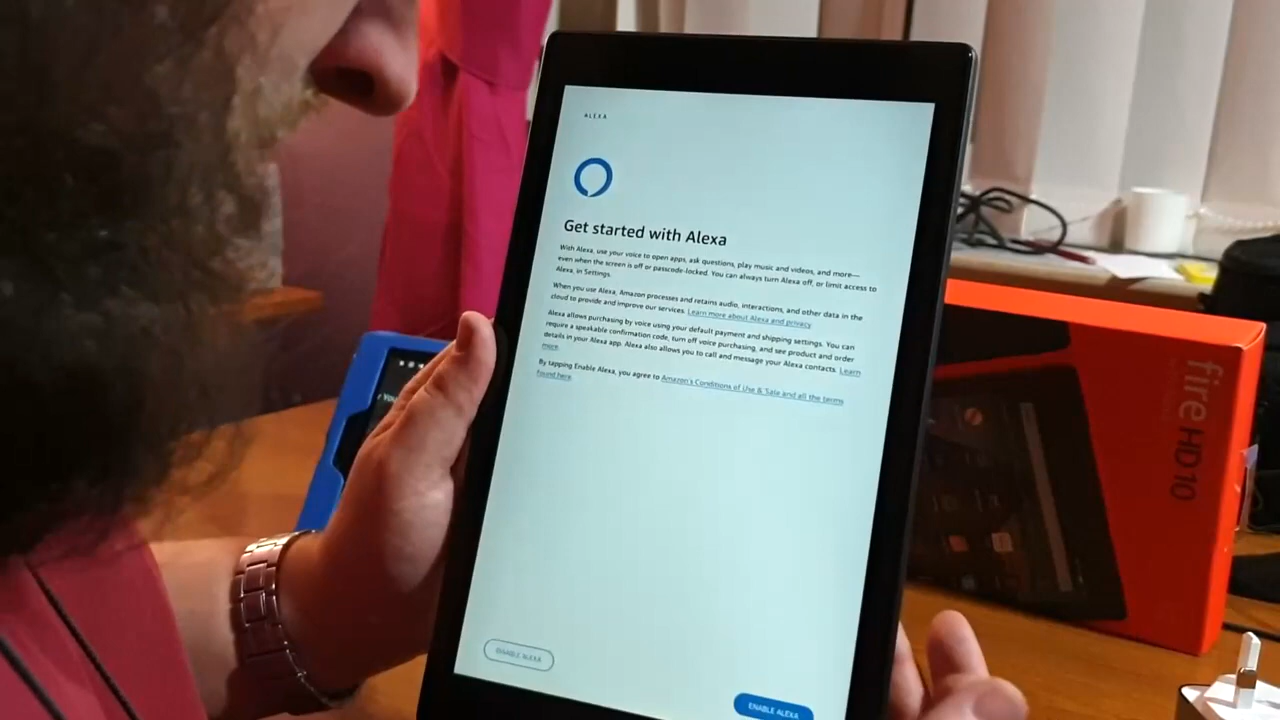 ALEXA
Get started with Alexa
With Alexa, use your voice to open apps, ask questions, play music and videos, and more—
even when the screen is off or passcode-locked. You can always turn Alexa off, or limit access to
Alexa, in Settings.
When you use Alexa, Amazon processes and retains audio, interactions, and other data in the
cloud to provide and improve our services. Learn more about Alexa and privacy
Alexa allows purchasing by voice using your default payment and shipping settings. You can
require a speakable confirmation code, turn off voice purchasing, and see product and order
details in your Alexa app. Alexa also allows you to call and message your Alexa contacts. Learn
more.
By tapping Enable Alexa, you agree to Amazon's Conditions of Use & Sale and all the terms
found here.
DISABLE ALEXA
ENABLE ALEXA
You
fire HD 10